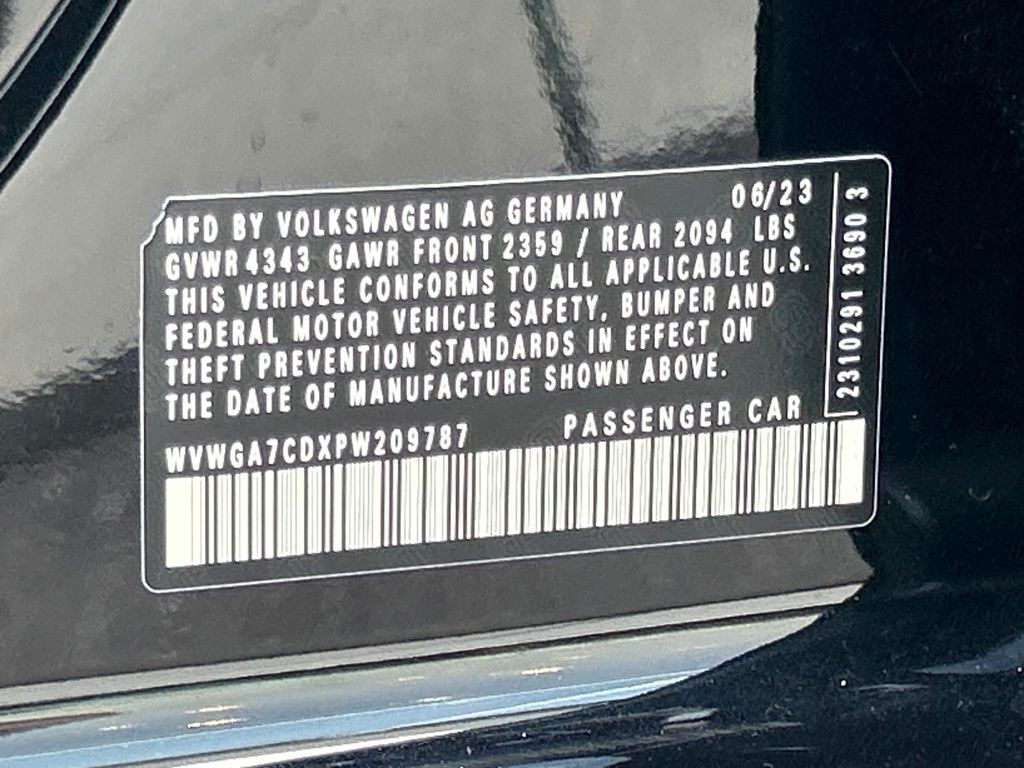 MFD BY VOLKSWAGEN AG GERMANY 06/23
GVWR 4343 GAWR FRONT 2359 / REAR 2094 LBS
THIS VEHICLE CONFORMS TO ALL APPLICABLE U.S.
FEDERAL MOTOR VEHICLE SAFETY, BUMPER AND
THEFT PREVENTION STANDARDS IN EFFECT ON
THE DATE OF MANUFACTURE SHOWN ABOVE.
WVWGA7CDXPW209787 PASSENGER CAR
2310291 3690 3